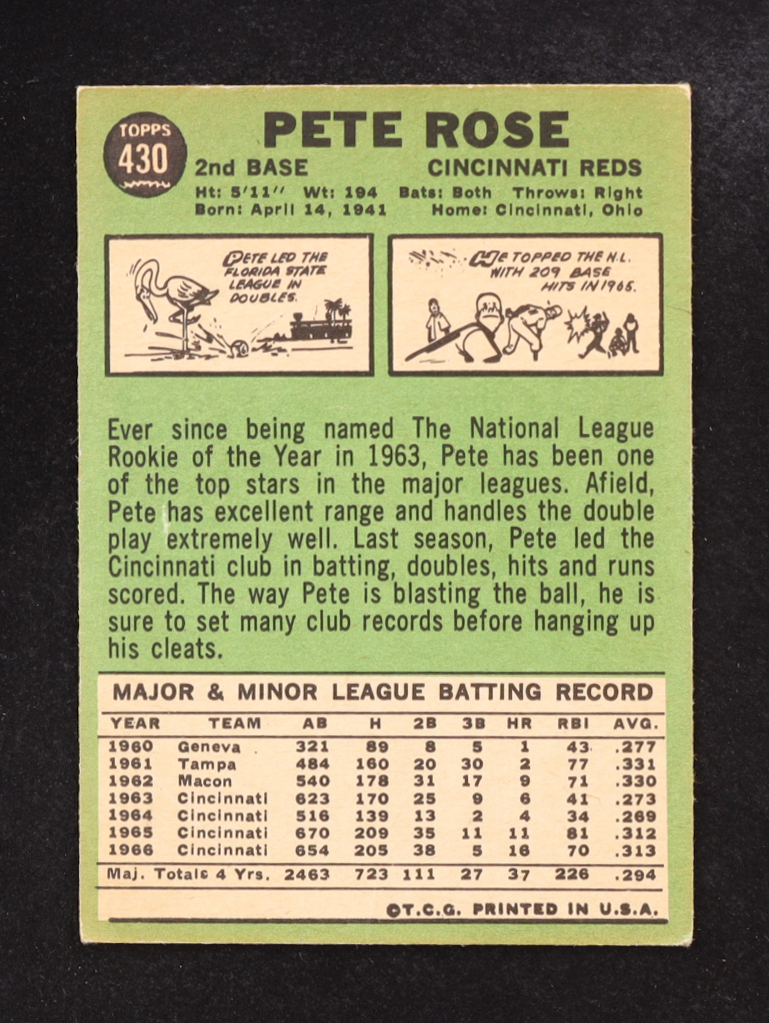 TOPPS
430
PETE ROSE
2nd BASE CINCINNATI REDS
Ht: 5'11" Wt: 194 Bats: Both Throws: Right
Born: April 14, 1941 Home: Cincinnati, Ohio
PETE LED THE
FLORIDA STATE
LEAGUE IN
DOUBLES.
HE TOPPED THE N.L.
WITH 209 BASE
HITS IN 1965.
Ever since being named The National League
Rookie of the Year in 1963, Pete has been one
of the top stars in the major leagues. Afield,
Pete has excellent range and handles the double
play extremely well. Last season, Pete led the
Cincinnati club in batting, doubles, hits and runs
scored. The way Pete is blasting the ball, he is
sure to set many club records before hanging up
his cleats.
MAJOR & MINOR LEAGUE BATTING RECORD
YEAR TEAM AB H 2B 3B HR RBI AVG.
1960 Geneva 321 89 8 5 1 43 .277
1961 Tampa 484 160 20 30 2 77 .331
1962 Macon 540 178 31 17 9 71 .330
1963 Cincinnati 623 170 25 9 6 41 .273
1964 Cincinnati 516 139 13 2 4 34 .269
1965 Cincinnati 670 209 35 11 11 81 .312
1966 Cincinnati 654 205 38 5 16 70 .313
Maj. Totals 4 Yrs. 2463 723 111 27 37 226 .294
©T.C.G. PRINTED IN U.S.A.